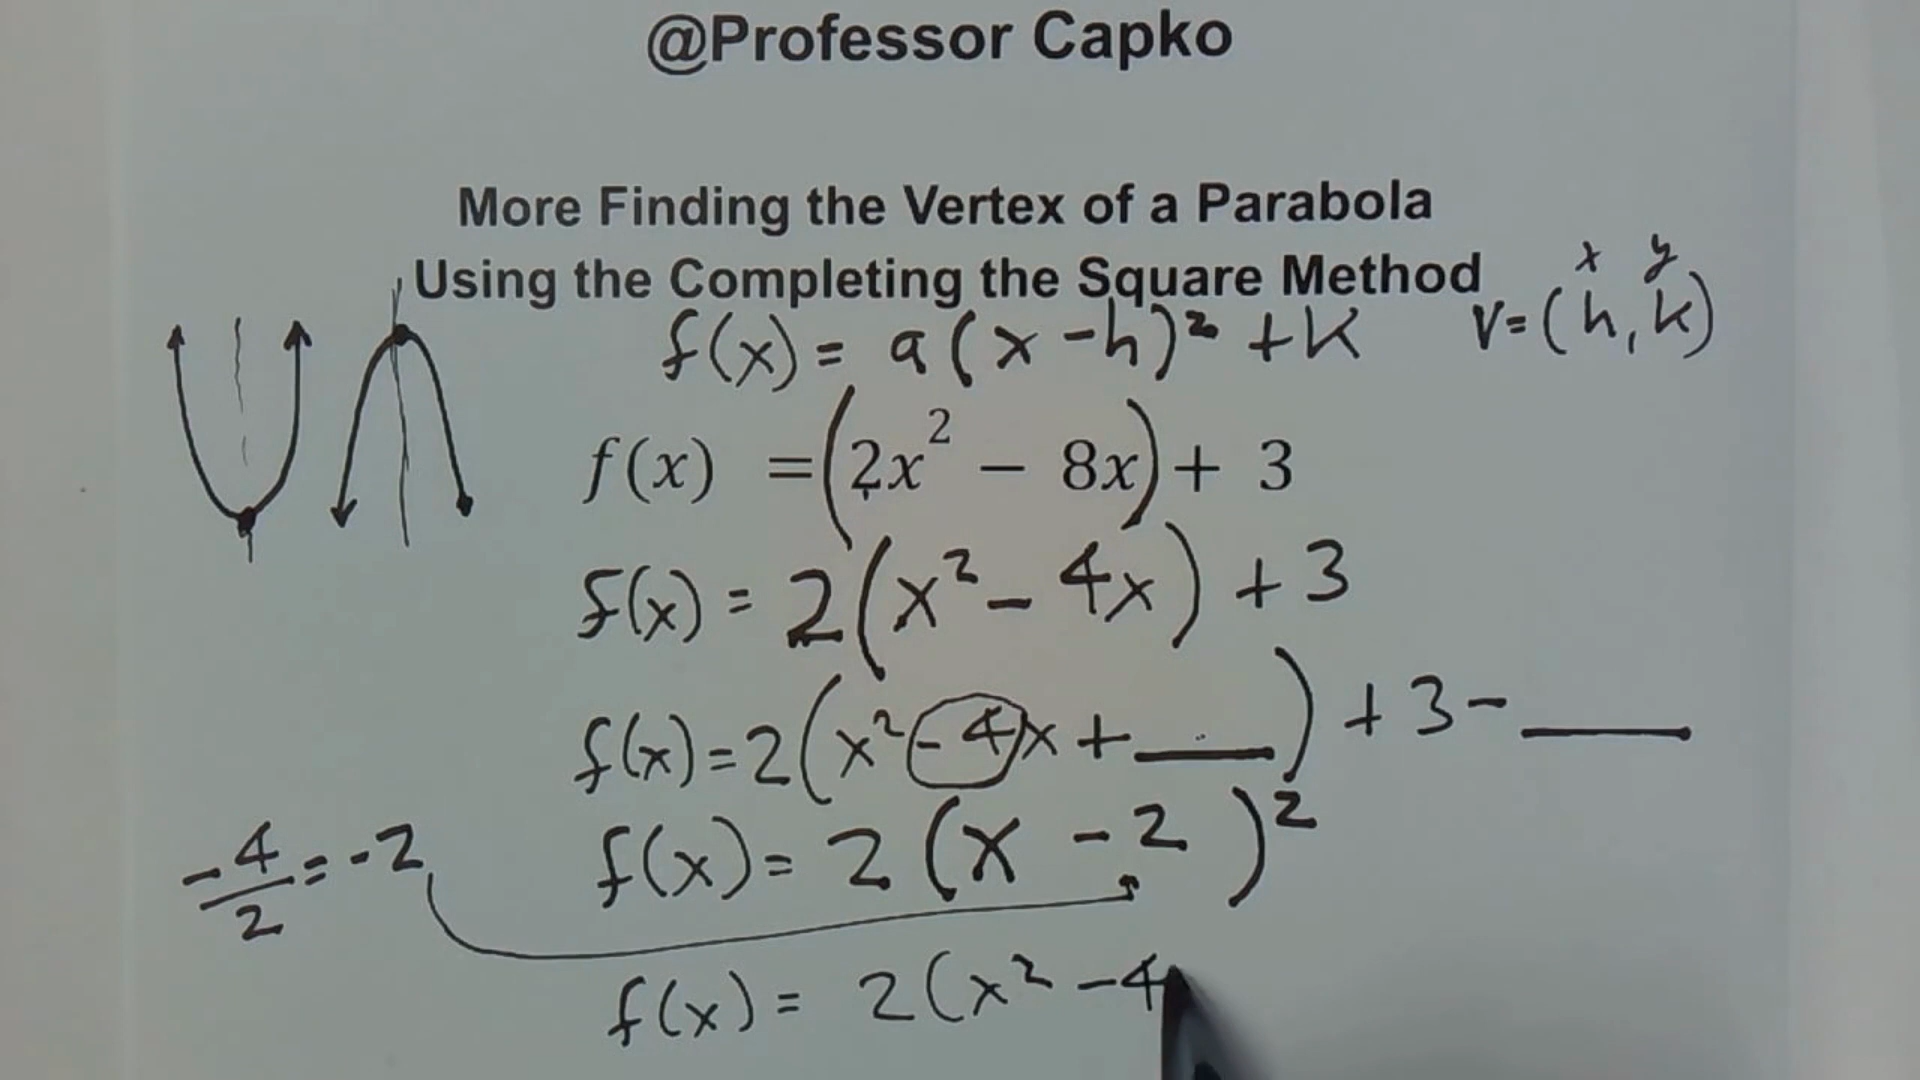 @Professor Capko
More Finding the Vertex of a Parabola
Using the Completing the Square Method
x y
f(x) = a(x-h)² + k V=(h,k)
f(x) = (2x² − 8x) + 3
f(x) = 2(x² - 4x) + 3
f(x) = 2(x² - 4x + ___) + 3 - ___
-4/2 = -2 f(x) = 2(x - 2)²
f(x) = 2(x² - 4